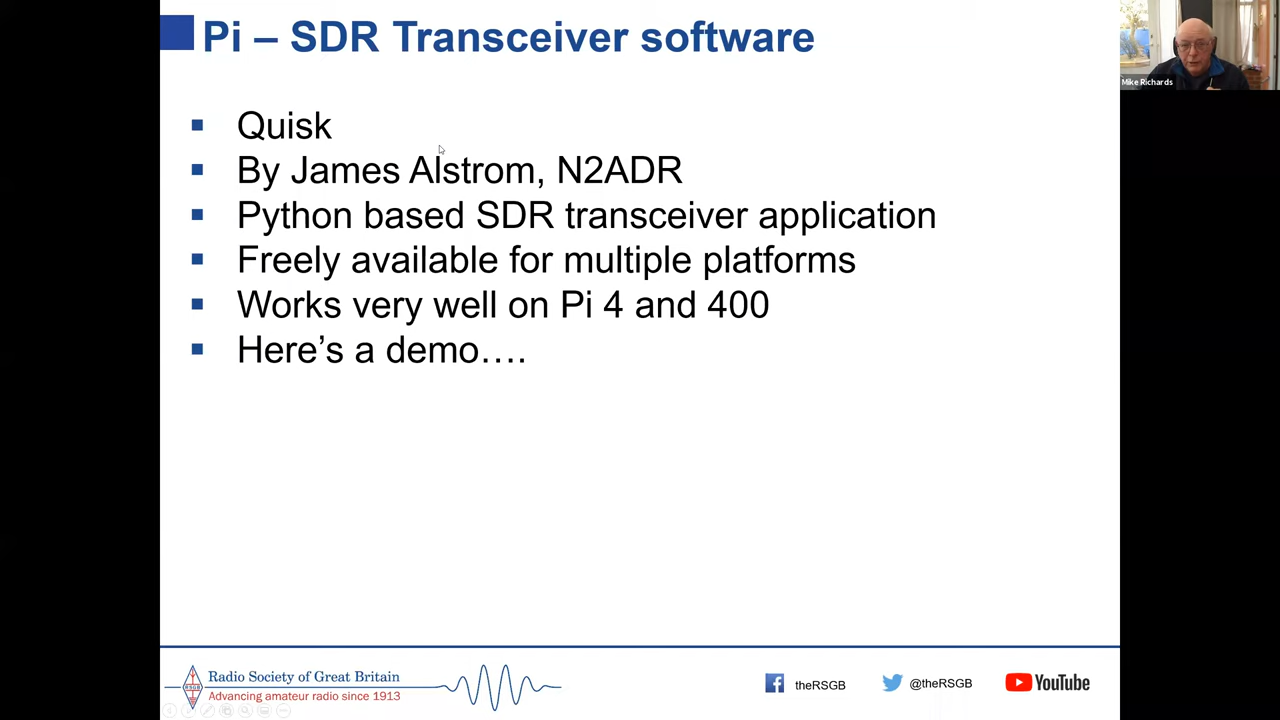 Pi – SDR Transceiver software
Mike Richards
Quisk
By James Alstrom, N2ADR
Python based SDR transceiver application
Freely available for multiple platforms
Works very well on Pi 4 and 400
Here’s a demo….
RSGB
Radio Society of Great Britain
Advancing amateur radio since 1913
theRSGB
@theRSGB
YouTube